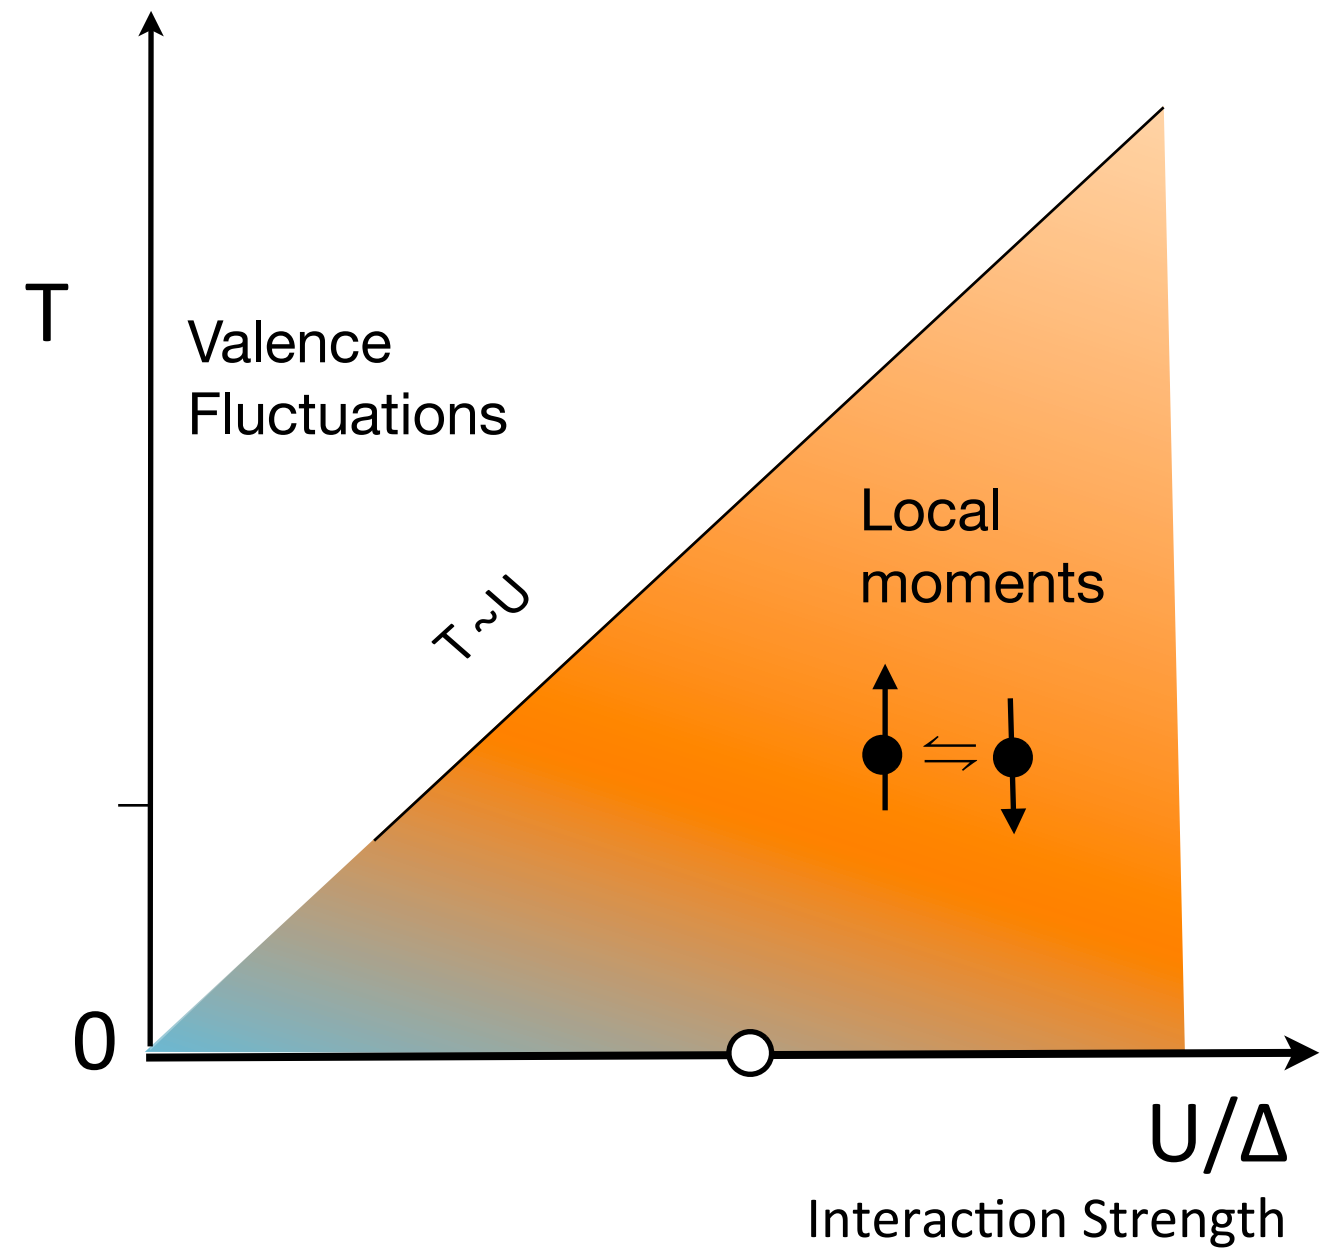 T
Valence
Fluctuations
Local
moments
T ~U
0
U/Δ
Interaction Strength